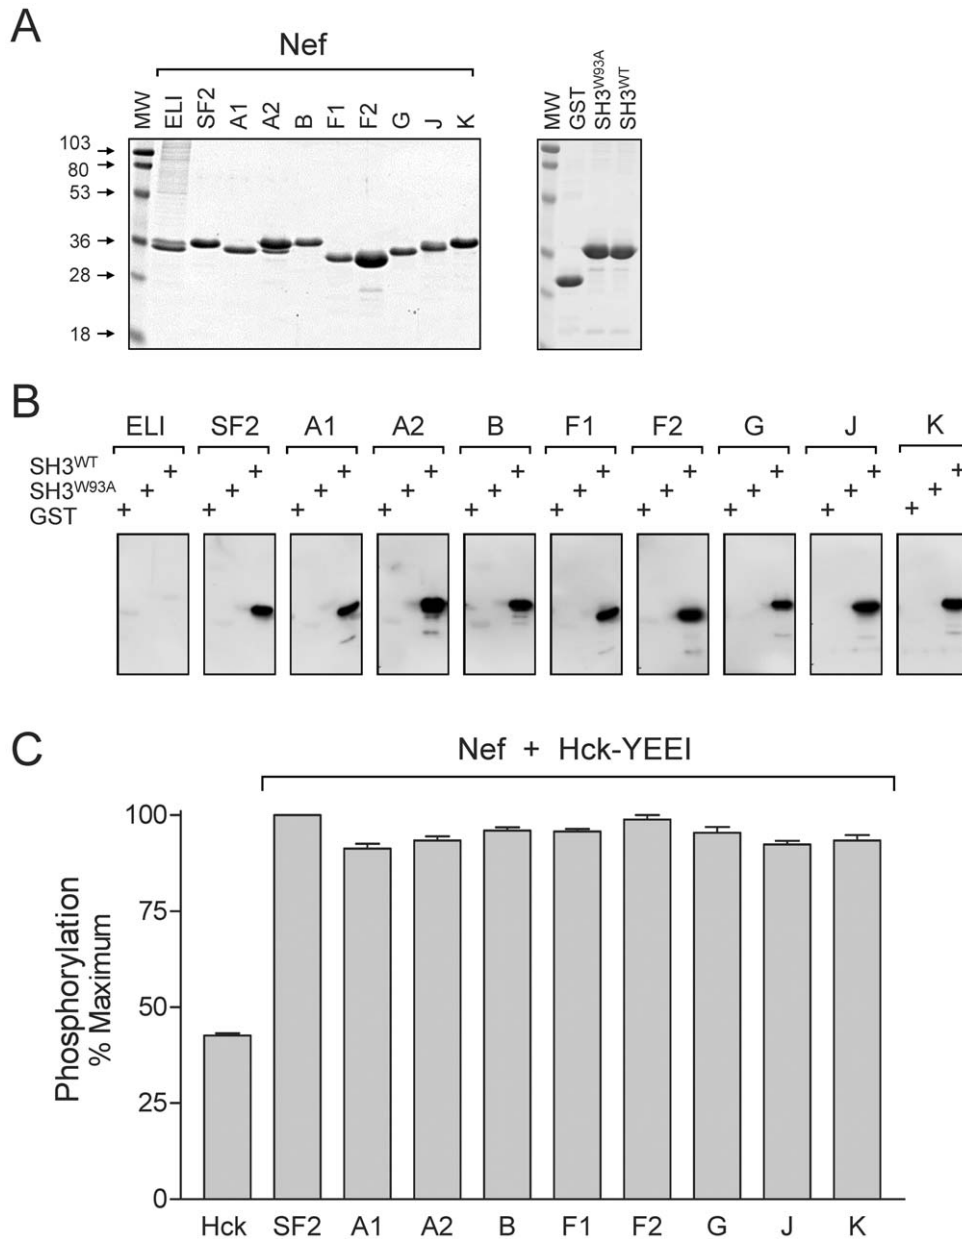 A
Nef
MW ELI SF2 A1 A2 B F1 F2 G J K
MW GST SH3W93A SH3WT
103
80
53
36
28
18
B
ELI SF2 A1 A2 B F1 F2 G J K
SH3WT + + + + + + + + + +
SH3W93A + + + + + + + + + +
GST + + + + + + + + + +
C
Nef + Hck-YEEI
Phosphorylation
% Maximum
100
75
50
25
0
Hck SF2 A1 A2 B F1 F2 G J K